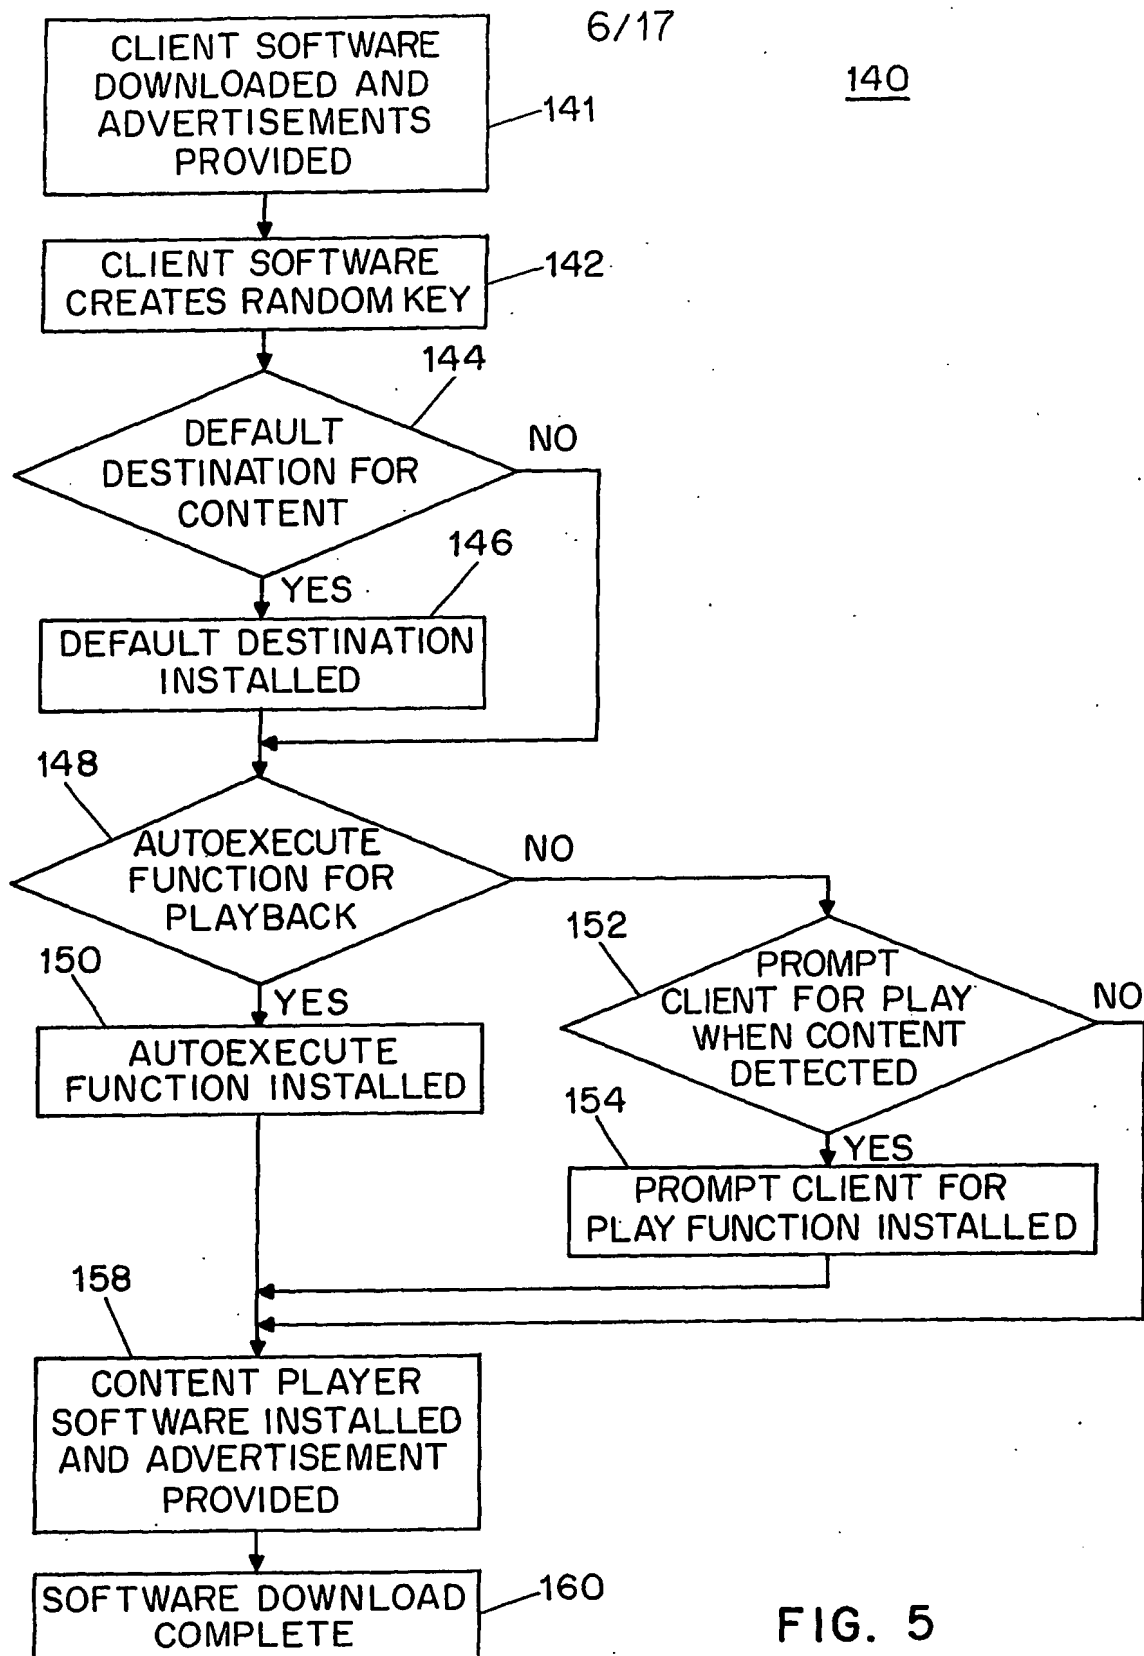 6/17
140
CLIENT SOFTWARE
DOWNLOADED AND
ADVERTISEMENTS
PROVIDED
141
CLIENT SOFTWARE
CREATES RANDOM KEY
142
144
DEFAULT
DESTINATION FOR
CONTENT
NO
YES
146
DEFAULT DESTINATION
INSTALLED
148
AUTOEXECUTE
FUNCTION FOR
PLAYBACK
NO
YES
150
AUTOEXECUTE
FUNCTION INSTALLED
152
PROMPT
CLIENT FOR PLAY
WHEN CONTENT
DETECTED
NO
YES
154
PROMPT CLIENT FOR
PLAY FUNCTION INSTALLED
158
CONTENT PLAYER
SOFTWARE INSTALLED
AND ADVERTISEMENT
PROVIDED
SOFTWARE DOWNLOAD
COMPLETE
160
FIG. 5